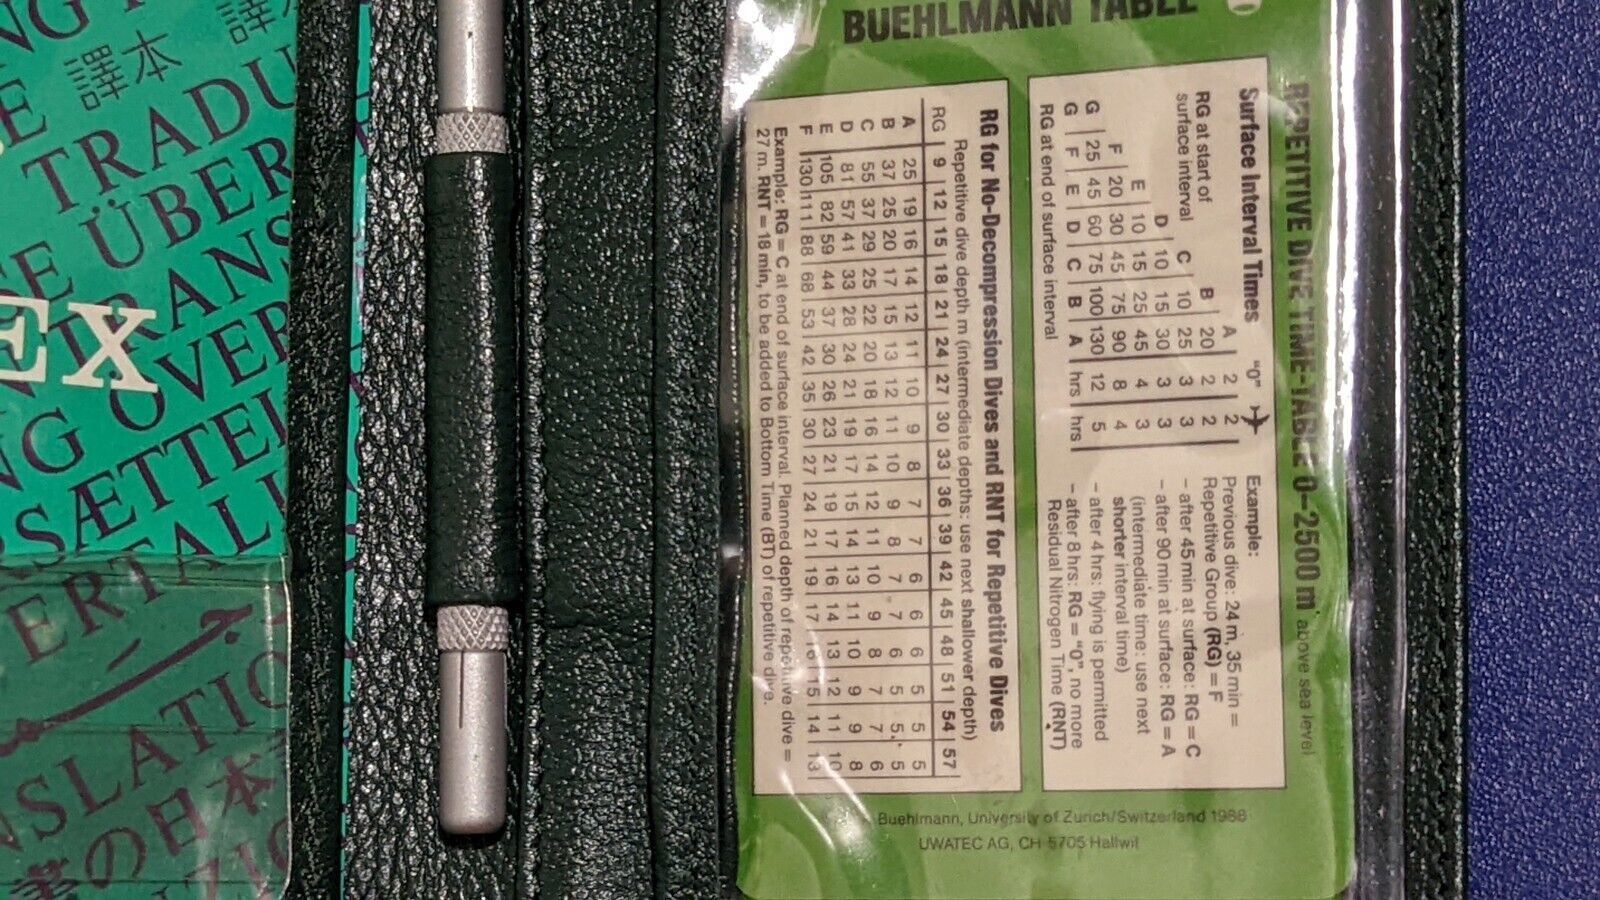 譯本
TRADU
ÜBER
TRANS
EX
OVER
SÆTTEL
BUEHLMANN TABLE
REPETITIVE DIVE TIME-TABLE 0–2500 m above sea level
Surface Interval Times "0"
RG at start of
surface interval
A | 2 | 2
B | 20 | 2 | 2
C | 10 | 25 | 3 | 3
D | 10 | 15 | 30 | 3 | 3
E | 10 | 15 | 25 | 45 | 4 | 3
F | 20 | 30 | 45 | 75 | 90 | 8 | 4
G | 25 | 45 | 60 | 75 | 100 | 130 | 12 | 5
G | F | E | D | C | B | A hrs hrs
RG at end of surface interval
Example:
Previous dive: 24 m, 35 min =
Repetitive Group (RG) = F
– after 45 min at surface: RG = C
– after 90 min at surface: RG = A
(intermediate time: use next
shorter interval time)
– after 4 hrs: flying is permitted
– after 8 hrs: RG = "0", no more
Residual Nitrogen Time (RNT)
RG for No-Decompression Dives and RNT for Repetitive Dives
Repetitive dive depth m (intermediate depths: use next shallower depth)
RG | 9 | 12 | 15 | 18 | 21 | 24 | 27 | 30 | 33 | 36 | 39 | 42 | 45 | 48 | 51 | 54 | 57
A 25 19 16 14 12 11 10 9 8 7 7 6 6 6 5 5 5
B 37 25 20 17 15 13 12 11 10 9 8 7 7 6 5 5 5
C 55 37 29 25 22 20 18 16 14 12 11 10 9 8 7 7 6
D 81 57 41 33 28 24 21 19 17 15 14 13 11 10 9 9 8
E 105 82 59 44 37 30 26 23 21 19 17 16 14 13 12 11 10
F 130 111 88 68 53 42 35 30 27 24 21 19 17 16 15 14 13
Example: RG = C at end of surface interval. Planned depth of repetitive dive =
27 m. RNT = 18 min, to be added to Bottom Time (BT) of repetitive dive.
Buehlmann, University of Zurich/Switzerland 1988
UWATEC AG, CH-5705 Hallwil